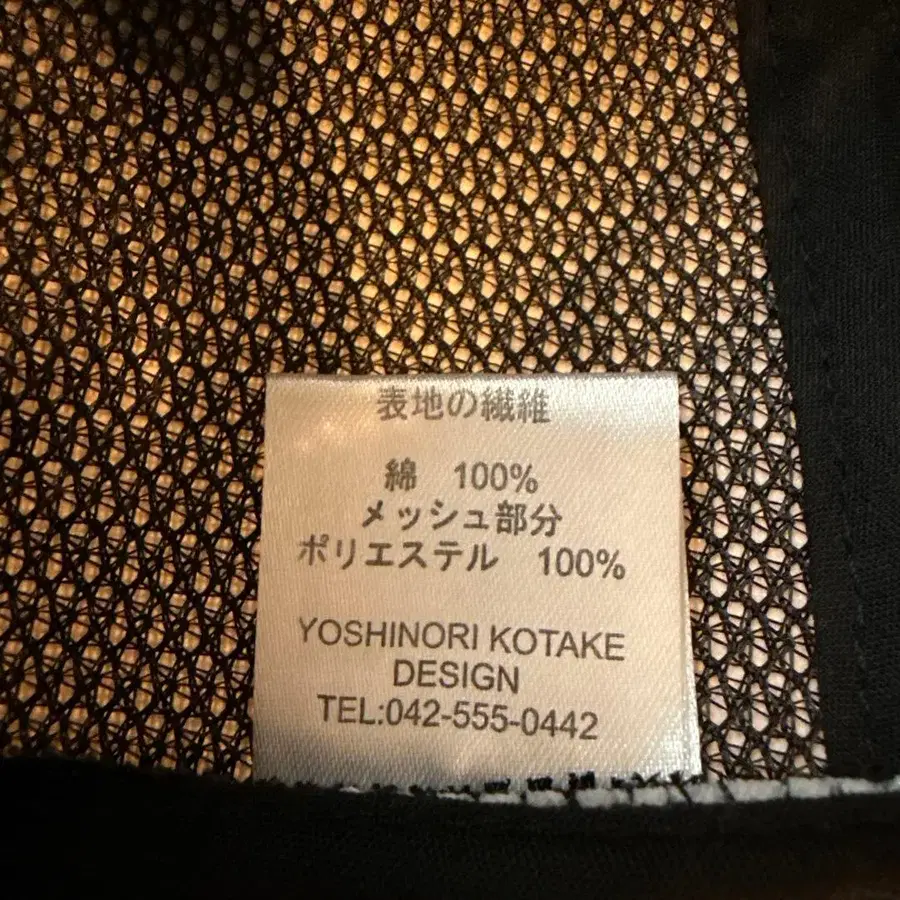 表地の繊維
綿 100%
メッシュ部分
ポリエステル 100%
YOSHINORI KOTAKE
DESIGN
TEL:042-555-0442